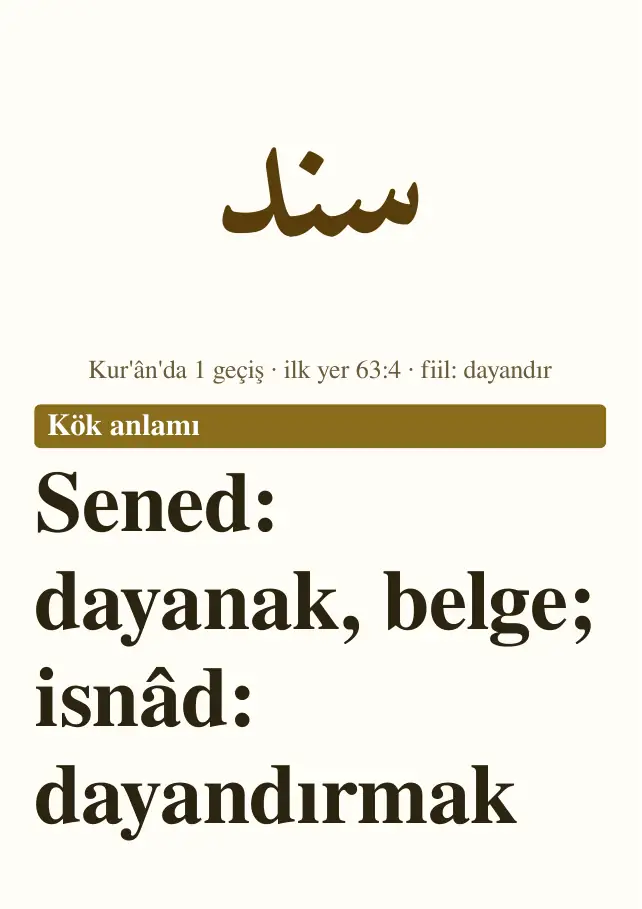 سند
Kur'ân'da 1 geçiş · ilk yer 63:4 · fiil: dayandır
Kök anlamı
Sened:
dayanak, belge;
isnâd:
dayandırmak